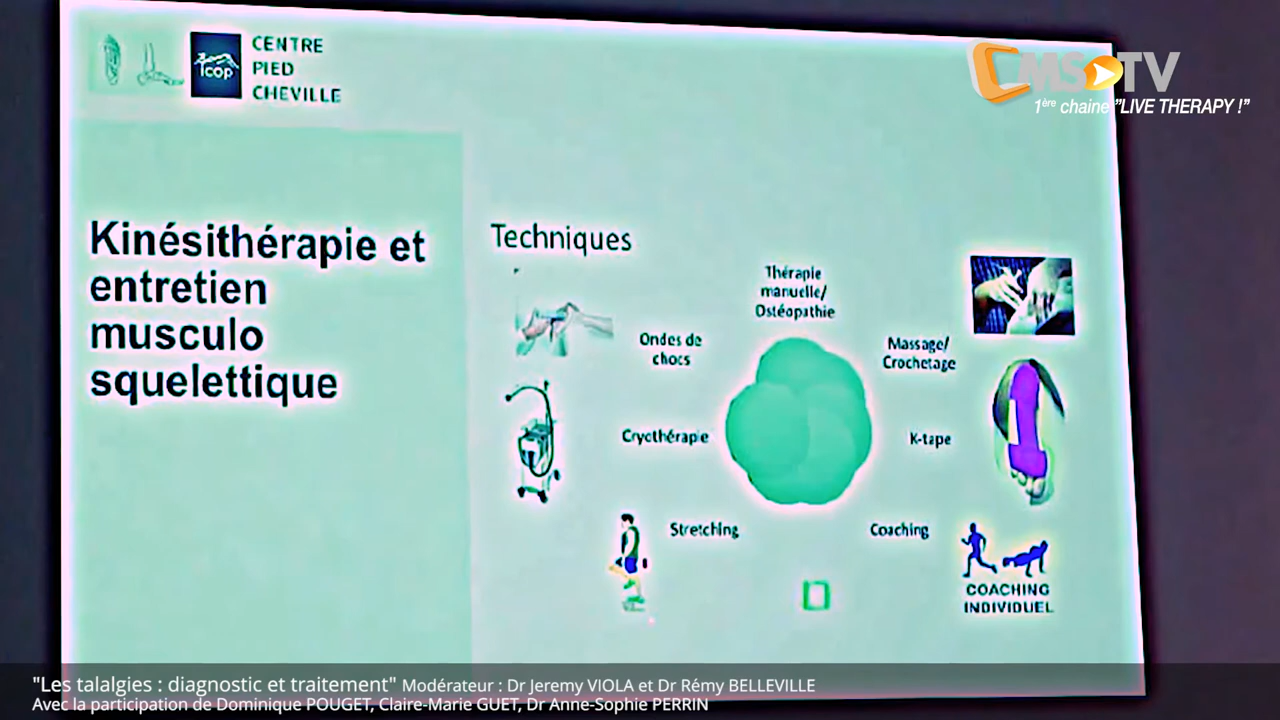 CENTRE
PIED
CHEVILLE
Tcop
CMS TV
1ère chaine "LIVE THERAPY !"
Kinésithérapie et
entretien
musculo
squelettique
Techniques
Thérapie
manuelle/
Ostéopathie
Ondes de
chocs
Massage/
Crochetage
Cryothérapie
K-tape
Stretching
Coaching
COACHING
INDIVIDUEL
"Les talalgies : diagnostic et traitement" Modérateur : Dr Jeremy VIOLA et Dr Rémy BELLEVILLE
Avec la participation de Dominique POUGET, Claire-Marie GUET, Dr Anne-Sophie PERRIN